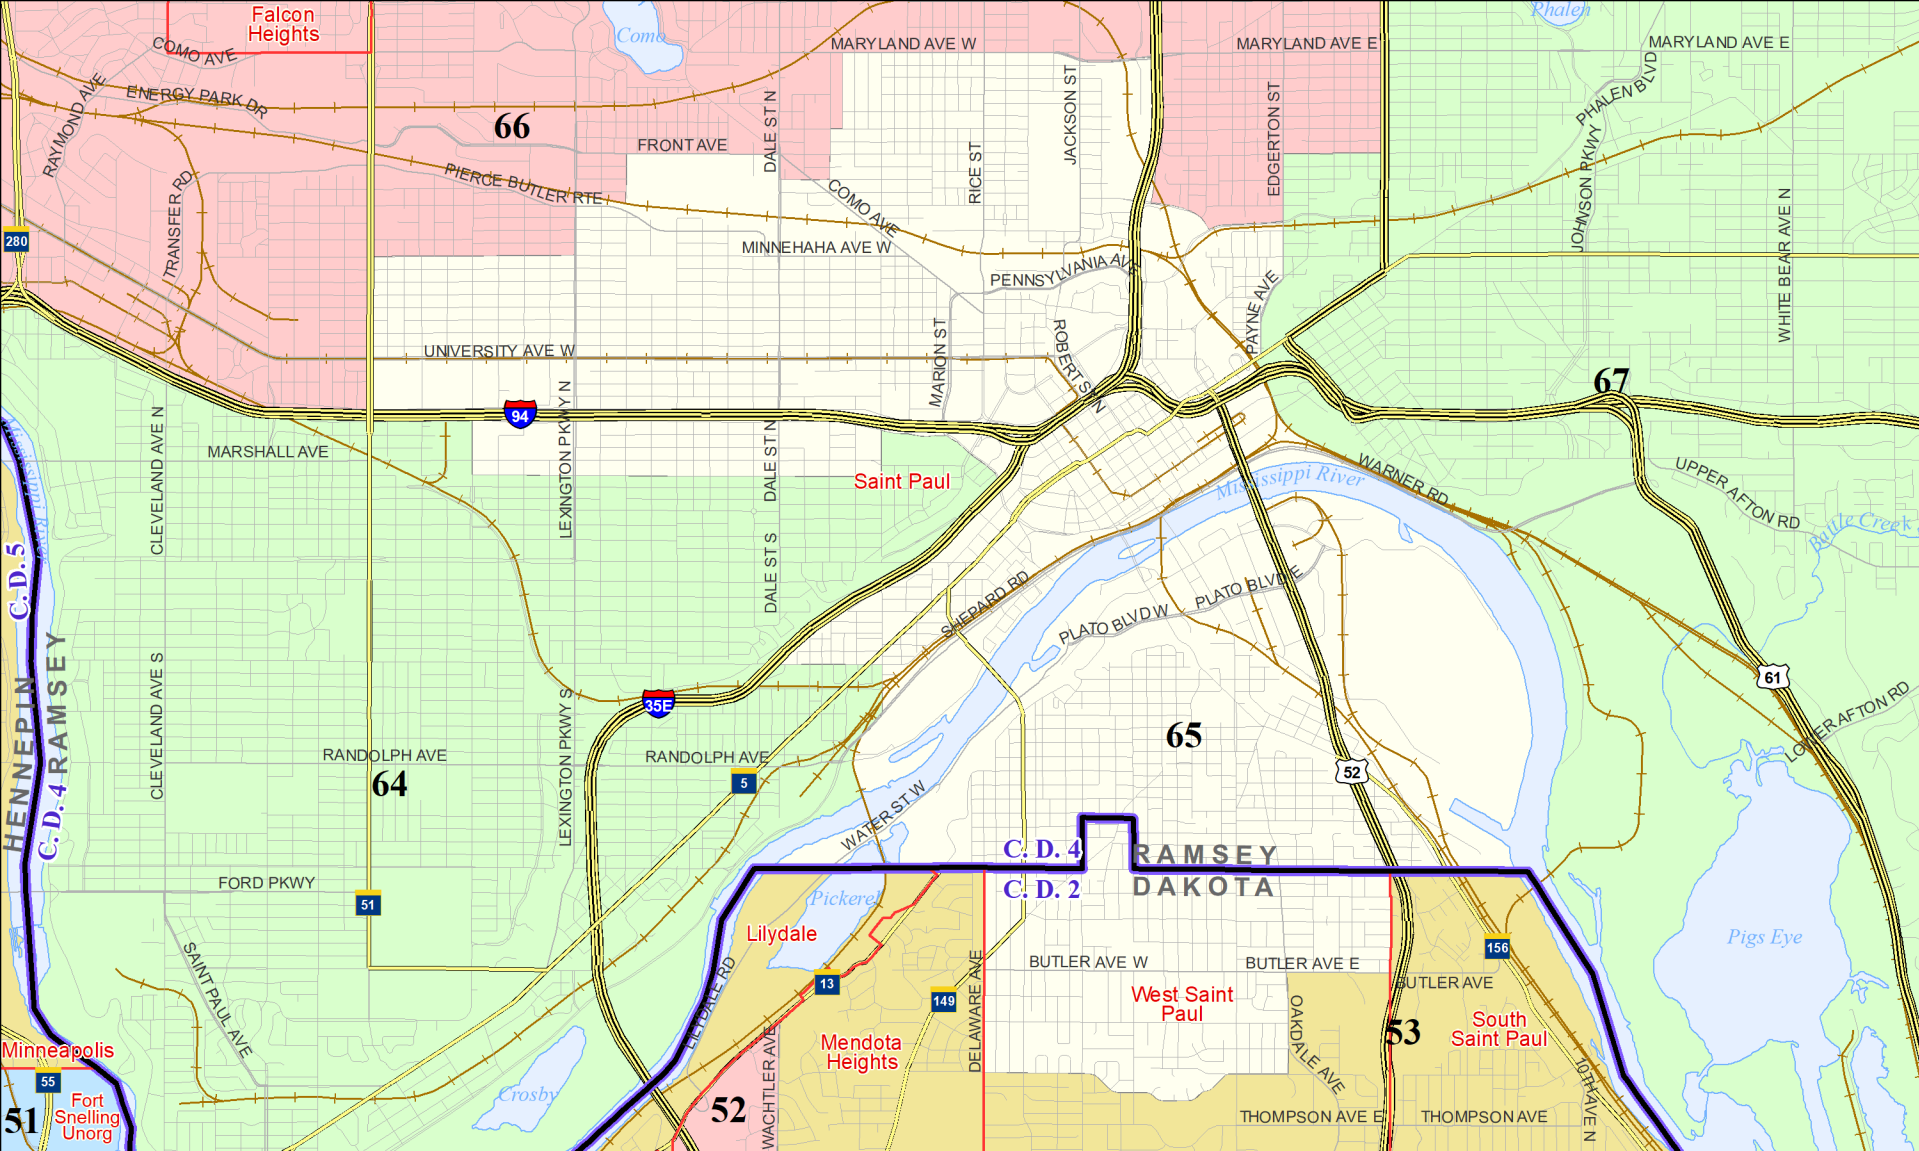 Falcon
Heights
Como
Phalen
COMO AVE
MARYLAND AVE W
MARYLAND AVE E
MARYLAND AVE E
ENERGY PARK DR
RAYMOND AVE
66
FRONT AVE
DALE ST N
RICE ST
JACKSON ST
EDGERTON ST
PHALEN BLVD
JOHNSON PKWY
WHITE BEAR AVE N
PIERCE BUTLER RTE
COMO AVE
TRANSFER RD
280
MINNEHAHA AVE W
PENNSYLVANIA AVE
PAYNE AVE
UNIVERSITY AVE W
MARION ST
ROBERT ST N
67
94
LEXINGTON PKWY N
CLEVELAND AVE N
MARSHALL AVE
DALE ST N
Saint Paul
Mississippi River
WARNER RD
UPPER AFTON RD
Battle Creek
Mississippi River
C. D. 5
DALE ST S
SHEPARD RD
PLATO BLVD W
PLATO BLVD E
HENNEPIN
RAMSEY
C. D. 4
CLEVELAND AVE S
LEXINGTON PKWY S
35E
61
LOWER AFTON RD
RANDOLPH AVE
RANDOLPH AVE
64
65
5
52
WATER ST W
C. D. 4
RAMSEY
C. D. 2
DAKOTA
FORD PKWY
51
Pickerel
Lilydale
SAINT PAUL AVE
LILYDALE RD
13
149
DELAWARE AVE
BUTLER AVE W
BUTLER AVE E
BUTLER AVE
156
Pigs Eye
West Saint
Paul
OAKDALE AVE
53
South
Saint Paul
Mendota
Heights
WACHTLER AVE
Minneapolis
55
Fort
Snelling
Unorg
51
Crosby
52
THOMPSON AVE E
THOMPSON AVE
10TH AVE N